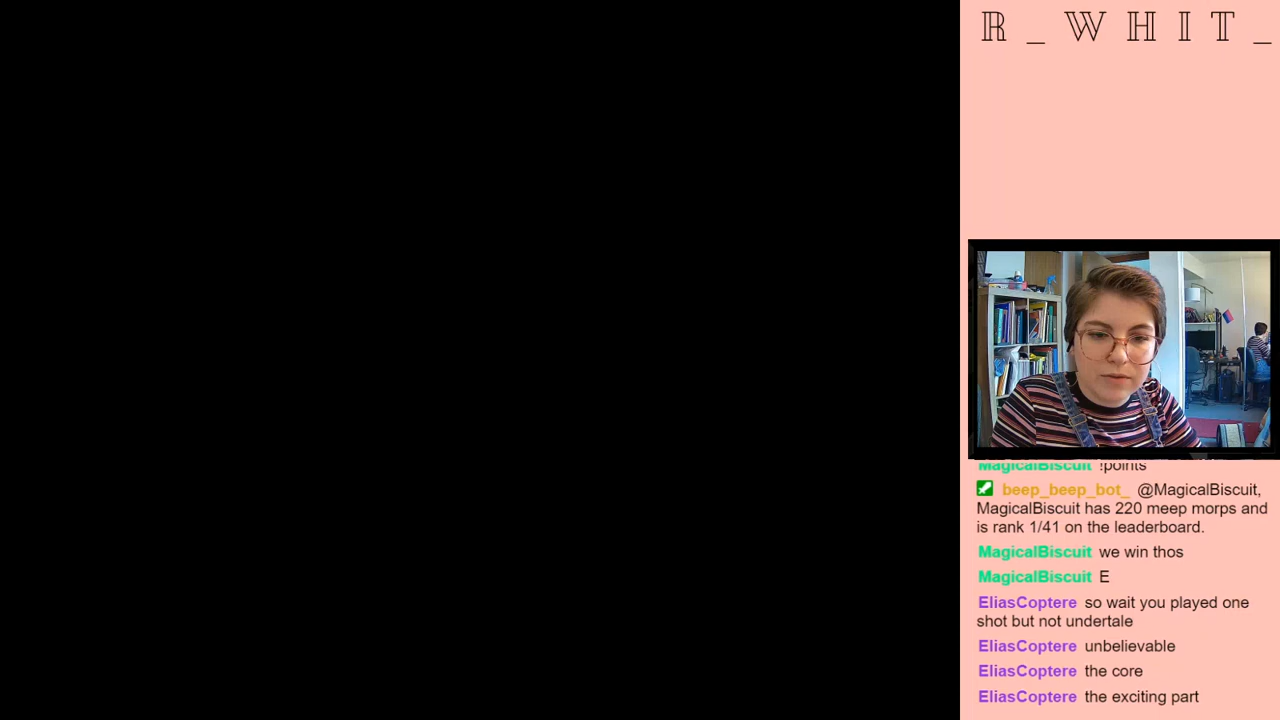 R_WHIT_
MagicalBiscuit !points
beep_beep_bot_ @MagicalBiscuit,
MagicalBiscuit has 220 meep morps and
is rank 1/41 on the leaderboard.
MagicalBiscuit we win thos
MagicalBiscuit E
EliasCoptere so wait you played one
shot but not undertale
EliasCoptere unbelievable
EliasCoptere the core
EliasCoptere the exciting part